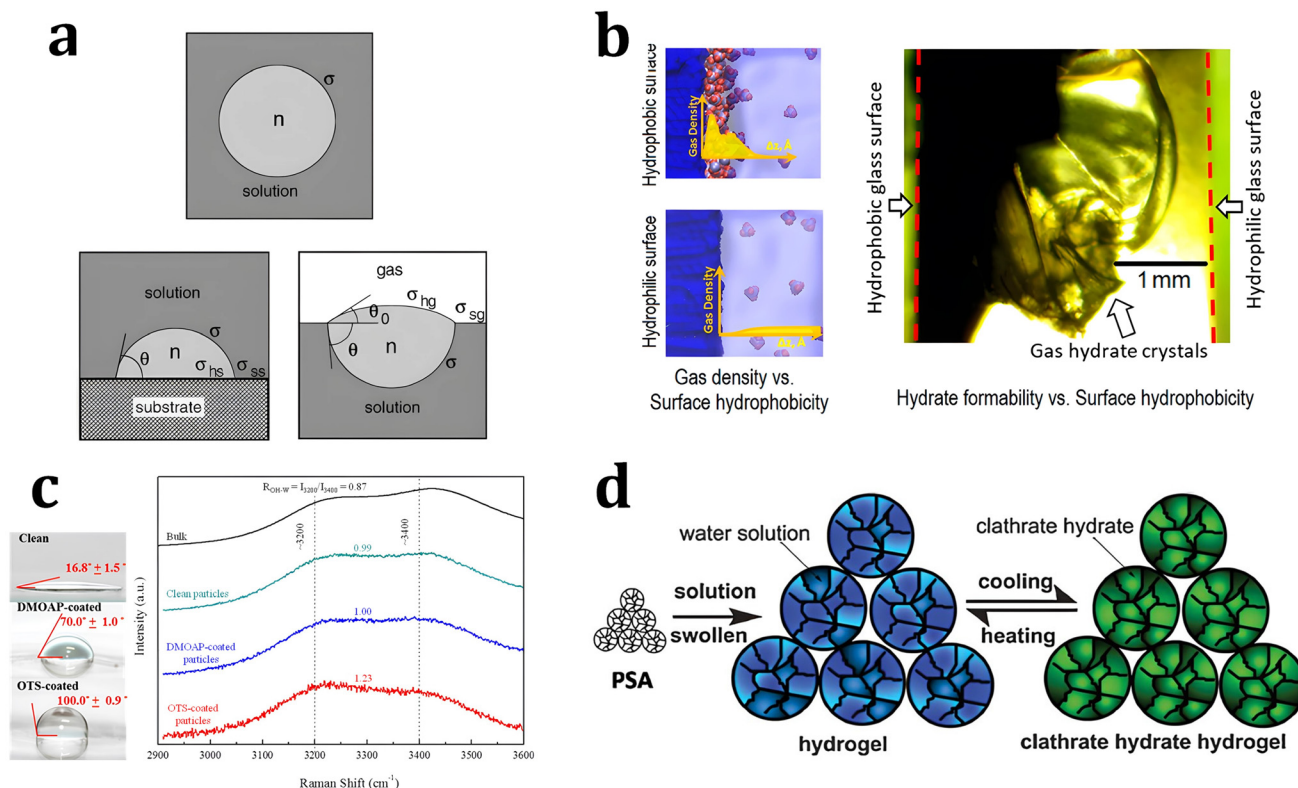 a
n
σ
solution
solution
σ
θ
n
σhs
σss
substrate
gas
σhg
σsg
θ0
n
θ
σ
solution
b
Hydrophobic surface
Gas Density
Δz, Å
Hydrophilic surface
Gas Density
Δz, Å
Gas density vs.
Surface hydrophobicity
Hydrophobic glass surface
Hydrophilic glass surface
1mm
Gas hydrate crystals
Hydrate formability vs. Surface hydrophobicity
c
Clean
16.8° ± 1.5 °
DMOAP-coated
70.0° ± 1.0 °
OTS-coated
100.0° ± 0.9 °
Intensity (a.u.)
ROH-W = I3200/I3400 = 0.87
~3200
~3400
Bulk
0.99
Clean particles
1.00
DMOAP-coated
particles
1.23
OTS-coated
particles
2900 3000 3100 3200 3300 3400 3500 3600
Raman Shift (cm-1)
d
water solution
clathrate hydrate
solution
swollen
cooling
heating
PSA
hydrogel
clathrate hydrate hydrogel